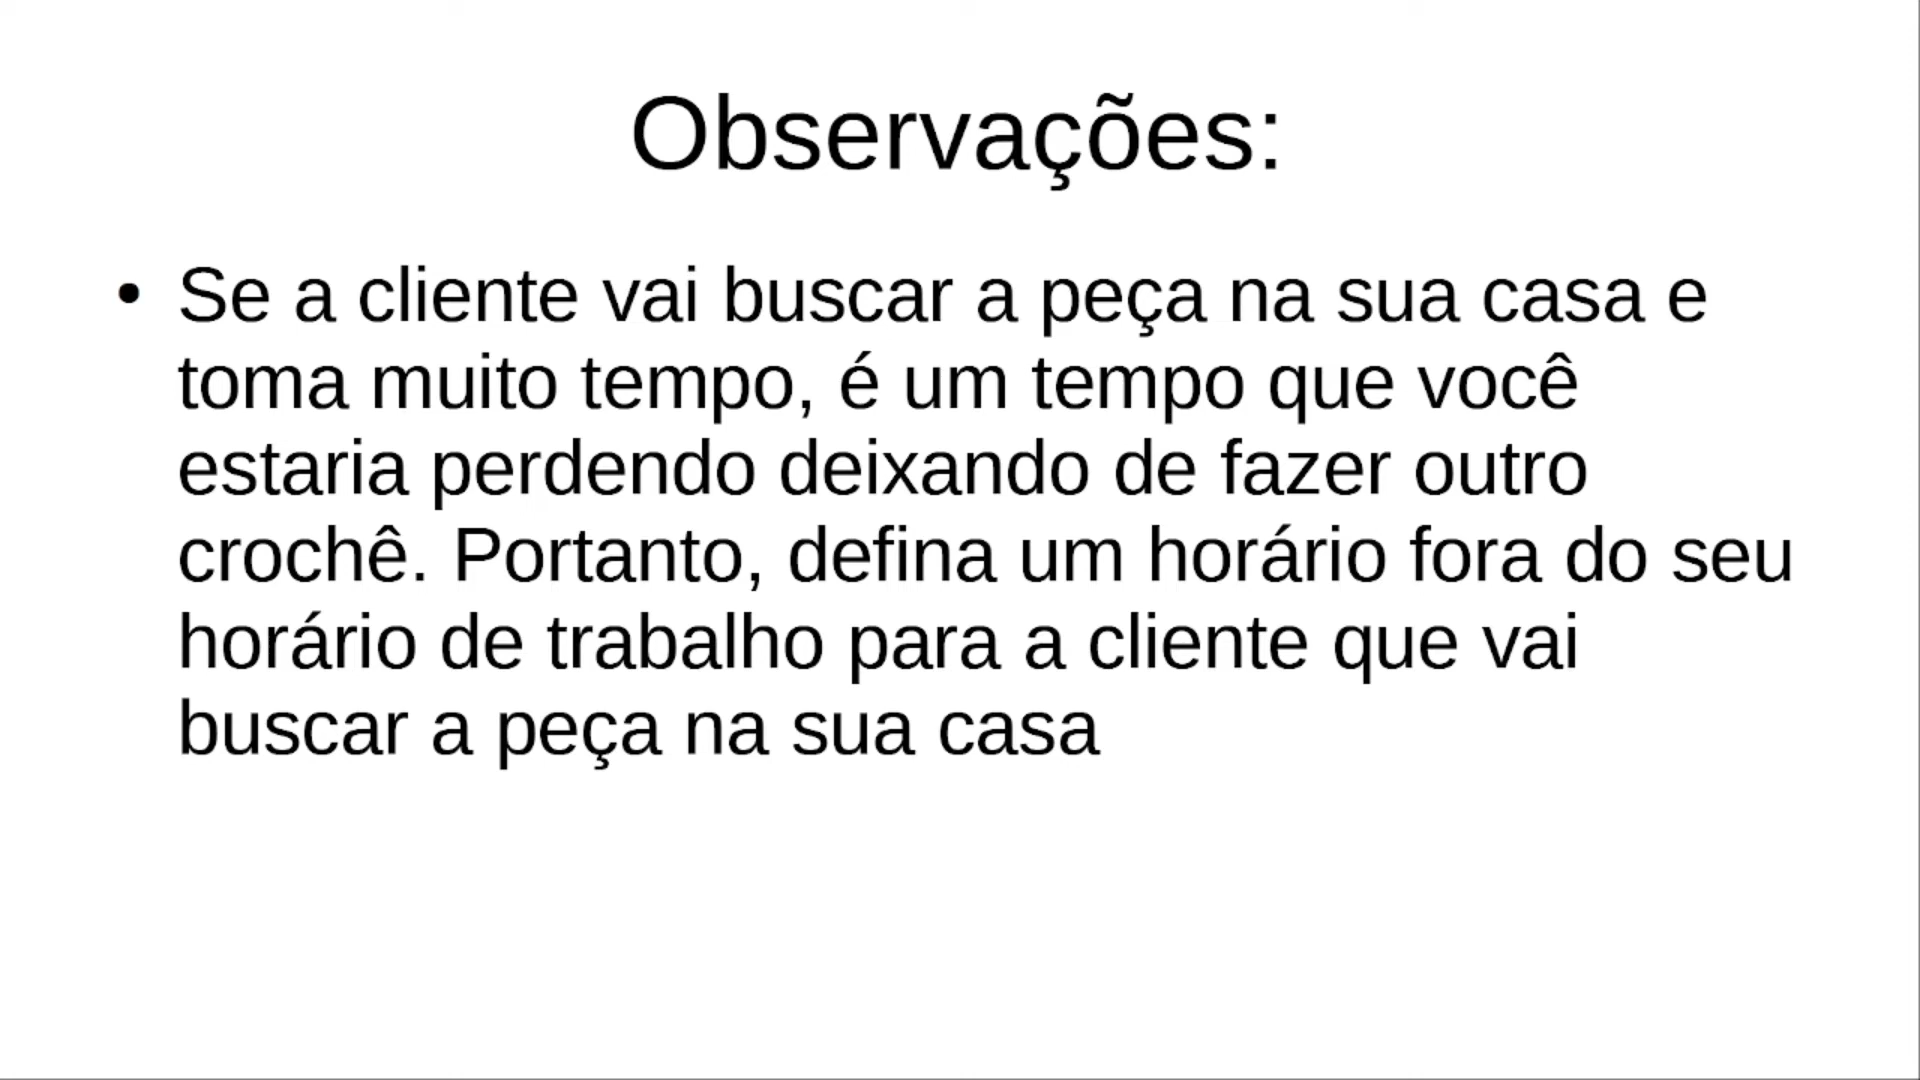 Observações:
• Se a cliente vai buscar a peça na sua casa e
toma muito tempo, é um tempo que você
estaria perdendo deixando de fazer outro
crochê. Portanto, defina um horário fora do seu
horário de trabalho para a cliente que vai
buscar a peça na sua casa